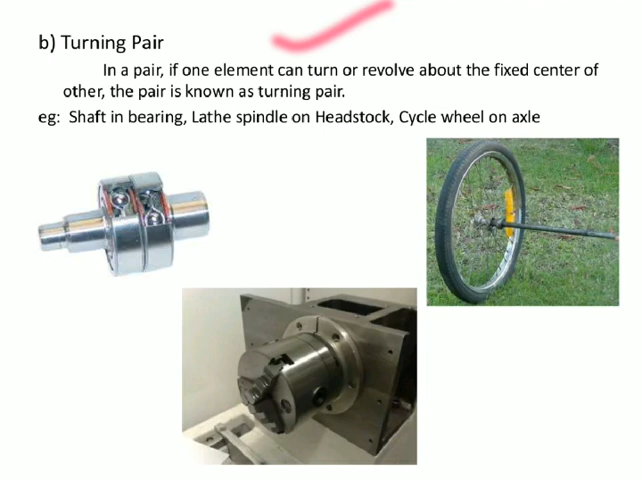 b) Turning Pair
In a pair, if one element can turn or revolve about the fixed center of
other, the pair is known as turning pair.
eg: Shaft in bearing, Lathe spindle on Headstock, Cycle wheel on axle